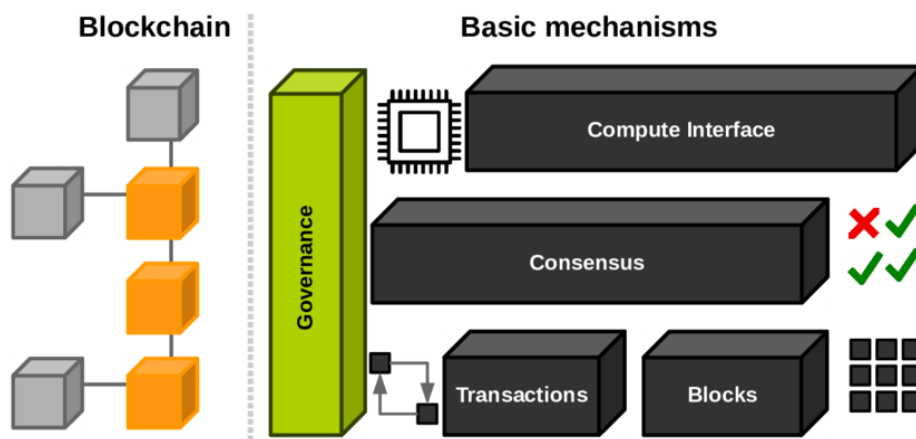 Blockchain
Basic mechanisms
Compute Interface
Governance
Consensus
Transactions
Blocks